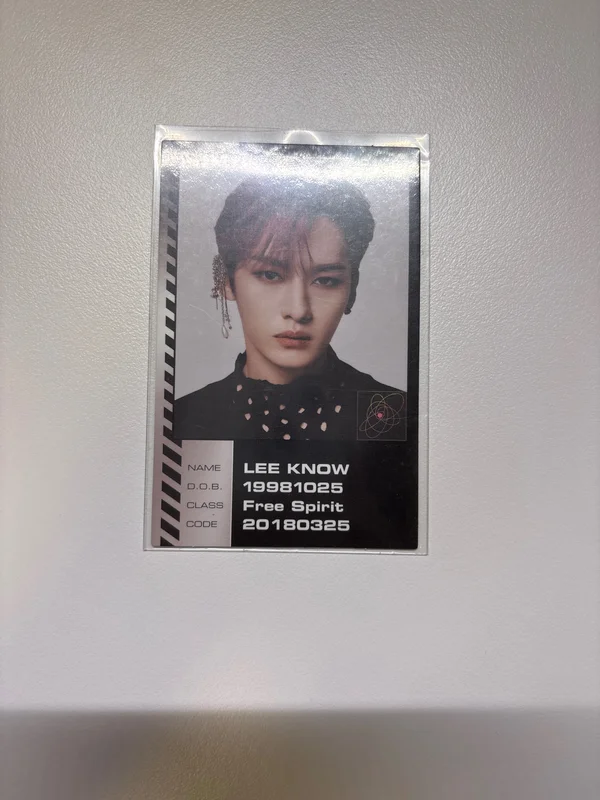 NAME LEE KNOW
D.O.B. 19981025
CLASS Free Spirit
CODE 20180325